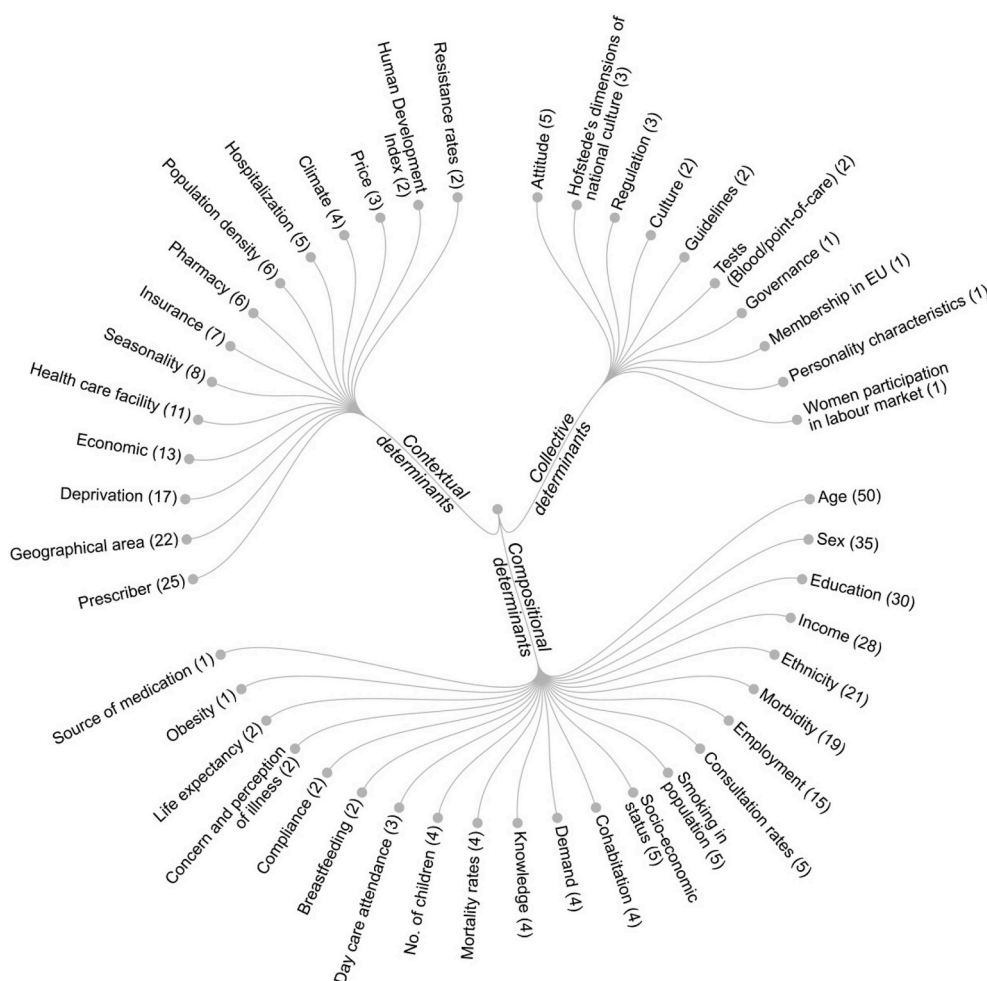 Resistance rates (2)
Human Development
Index (2)
Price (3)
Climate (4)
Hospitalization (5)
Population density (6)
Pharmacy (6)
Insurance (7)
Seasonality (8)
Health care facility (11)
Economic (13)
Deprivation (17)
Geographical area (22)
Prescriber (25)
Contextual
determinants
Attitude (5)
Hofstede's dimensions of
national culture (3)
Regulation (3)
Culture (2)
Guidelines (2)
Tests
(Blood/point-of-care) (2)
Governance (1)
Membership in EU (1)
Personality characteristics (1)
Women participation
in labour market (1)
Collective
determinants
Compositional
determinants
Age (50)
Sex (35)
Education (30)
Income (28)
Ethnicity (21)
Morbidity (19)
Employment (15)
Consultation rates (5)
Smoking in
population (5)
Socio-economic
status (5)
Cohabitation (4)
Demand (4)
Knowledge (4)
Mortality rates (4)
No. of children (4)
Day care attendance (3)
Breastfeeding (2)
Compliance (2)
Concern and perception
of illness (2)
Life expectancy (2)
Obesity (1)
Source of medication (1)